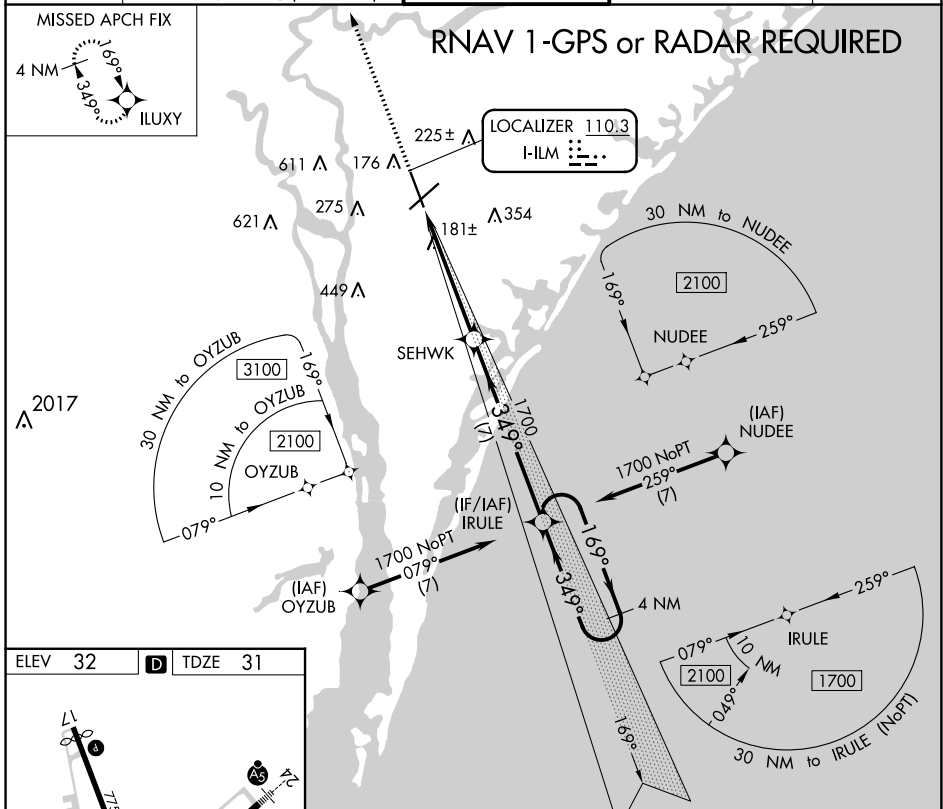 MISSED APCH FIX
4 NM
169°
349°
ILUXY
RNAV 1-GPS or RADAR REQUIRED
LOCALIZER 110.3
I-ILM
225±
611
176
275
621
354
181±
449
2017
SEHWK
30 NM to NUDEE
2100
169°
NUDEE
259°
30 NM to OYZUB
3100
169°
10 NM to OYZUB
2100
OYZUB
079°
349°
(7)
1700
(IAF)
NUDEE
1700 NoPT
259°
(7)
(IF/IAF)
IRULE
1700 NoPT
079°
(7)
(IAF)
OYZUB
169°
349°
4 NM
169°
259°
079°
IRULE
10 NM
2100
1700
049°
30 NM to IRULE (NoPT)
ELEV 32
D
TDZE 31
17
P
A5
24